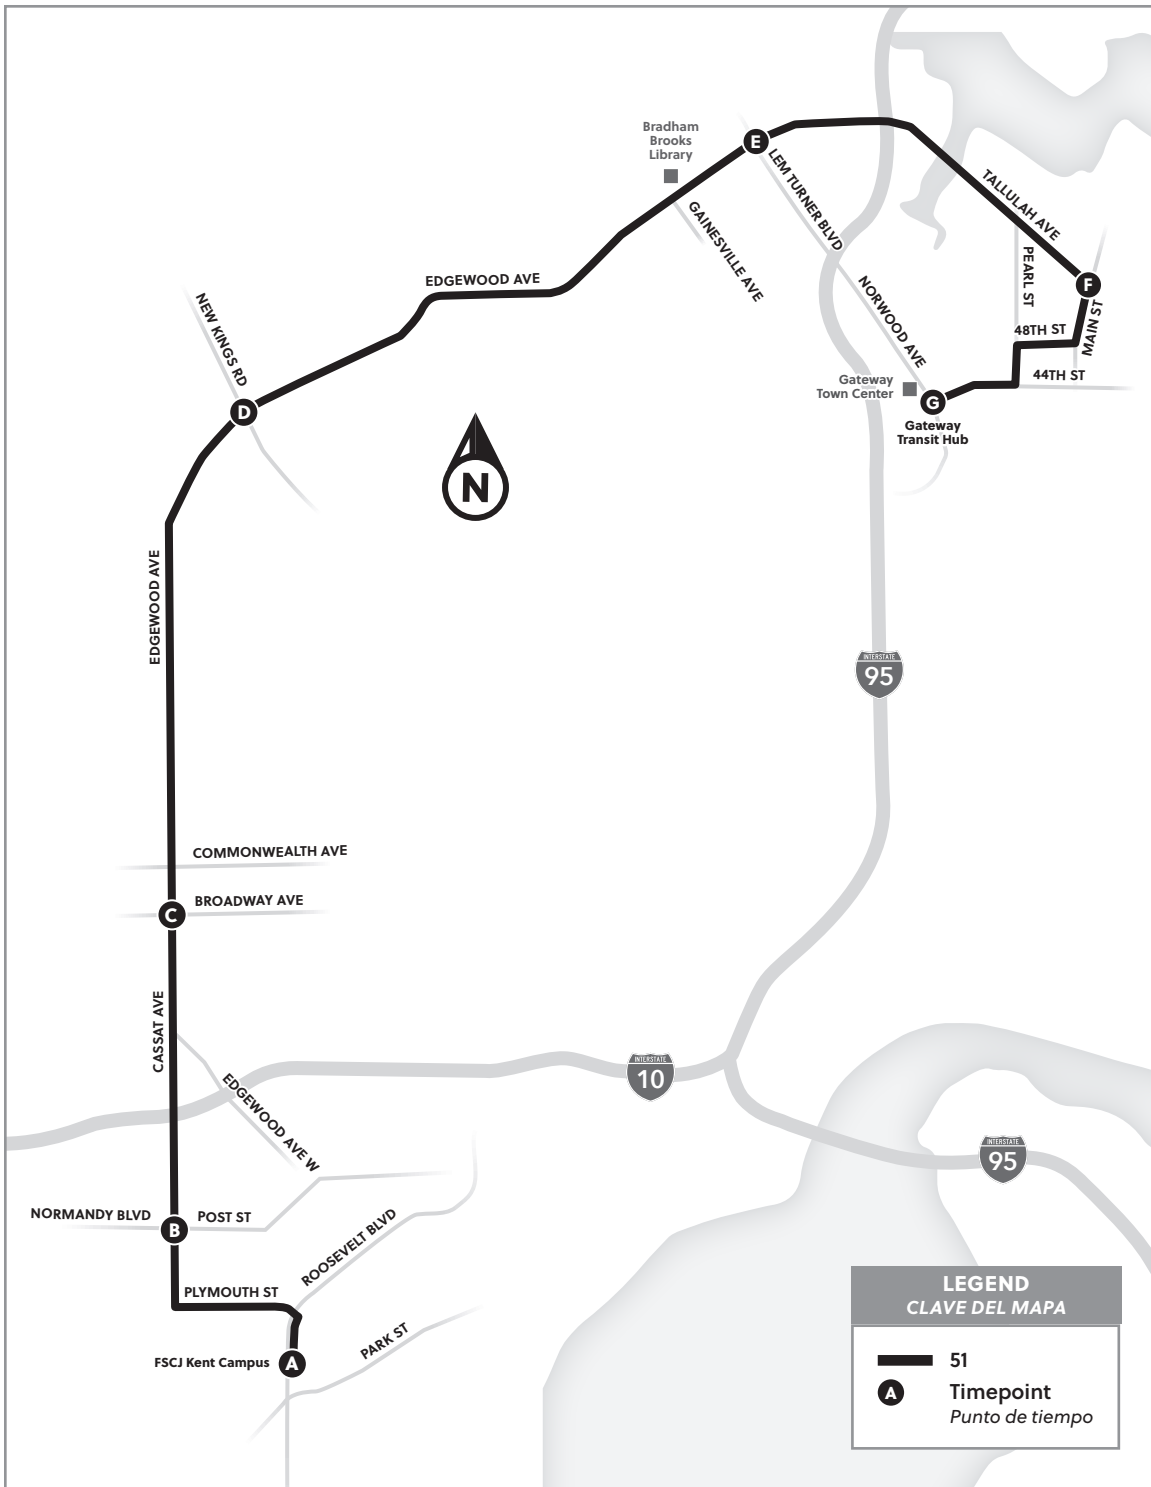 Bradham
Brooks
Library
E
LEM TURNER BLVD
TALLULAH AVE
GAINESVILLE AVE
PEARL ST
EDGEWOOD AVE
F
NEW KINGS RD
NORWOOD AVE
48TH ST
MAIN ST
44TH ST
Gateway
Town Center
G
Gateway
Transit Hub
D
N
EDGEWOOD AVE
INTERSTATE
95
COMMONWEALTH AVE
BROADWAY AVE
C
CASSAT AVE
INTERSTATE
10
EDGEWOOD AVE W
INTERSTATE
95
NORMANDY BLVD
B
POST ST
ROOSEVELT BLVD
PLYMOUTH ST
PARK ST
FSCJ Kent Campus
A
LEGEND
CLAVE DEL MAPA
51
A
Timepoint
Punto de tiempo